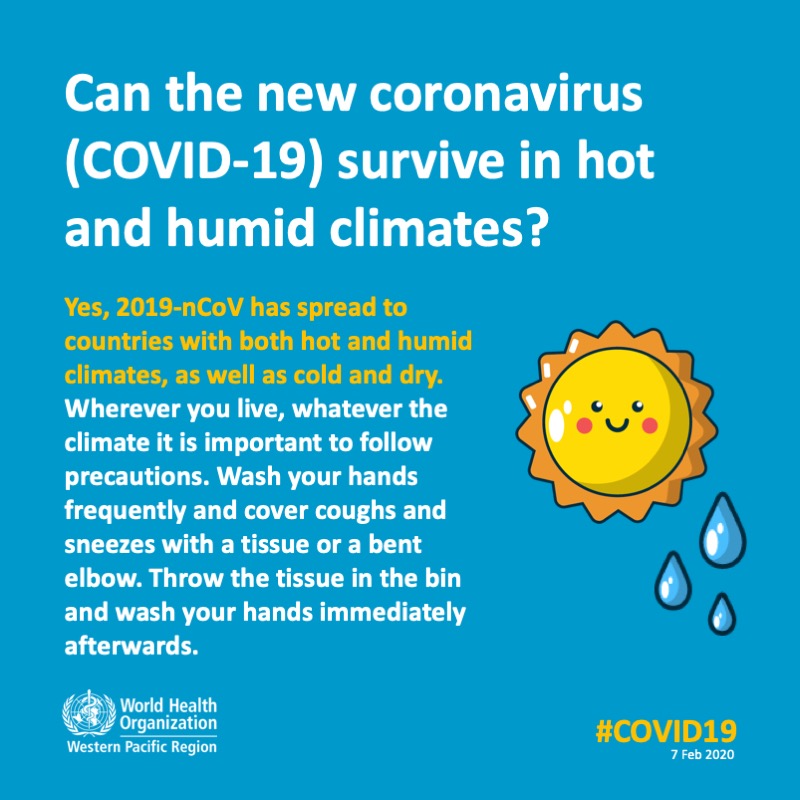 Can the new coronavirus
(COVID-19) survive in hot
and humid climates?
Yes, 2019-nCoV has spread to
countries with both hot and humid
climates, as well as cold and dry.
Wherever you live, whatever the
climate it is important to follow
precautions. Wash your hands
frequently and cover coughs and
sneezes with a tissue or a bent
elbow. Throw the tissue in the bin
and wash your hands immediately
afterwards.
World Health
Organization
Western Pacific Region
#COVID19
7 Feb 2020